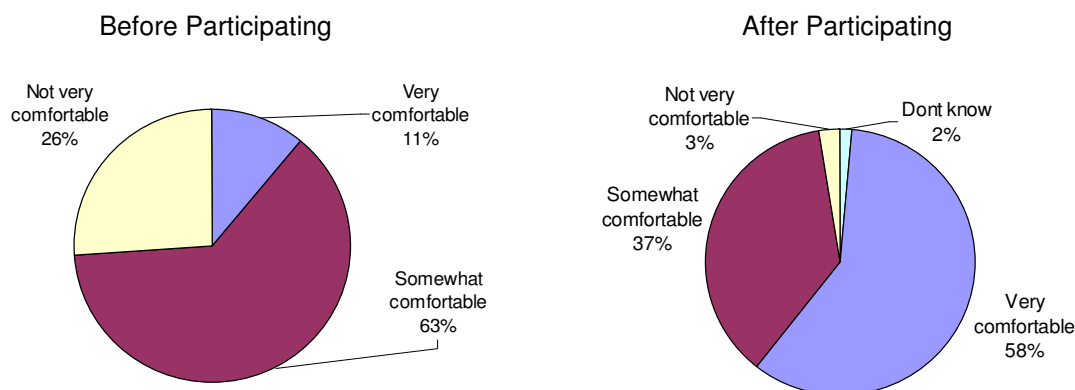 Before Participating
Not very
comfortable
26%
Very
comfortable
11%
Somewhat
comfortable
63%
After Participating
Not very
comfortable
3%
Dont know
2%
Somewhat
comfortable
37%
Very
comfortable
58%